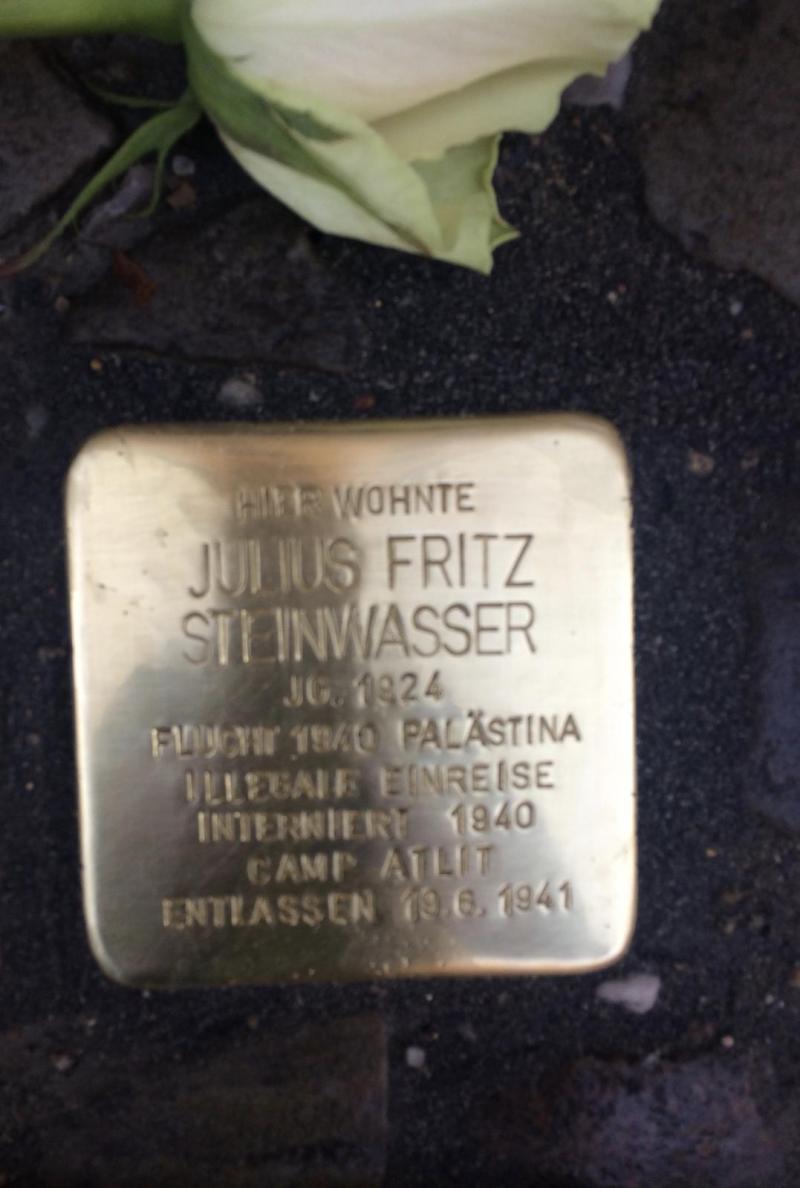 HIER WOHNTE
JULIUS FRITZ
STEINWASSER
JG. 1924
FLUCHT 1940 PALÄSTINA
ILLEGALE EINREISE
INTERNIERT 1940
CAMP ATLIT
ENTLASSEN 19.6.1941